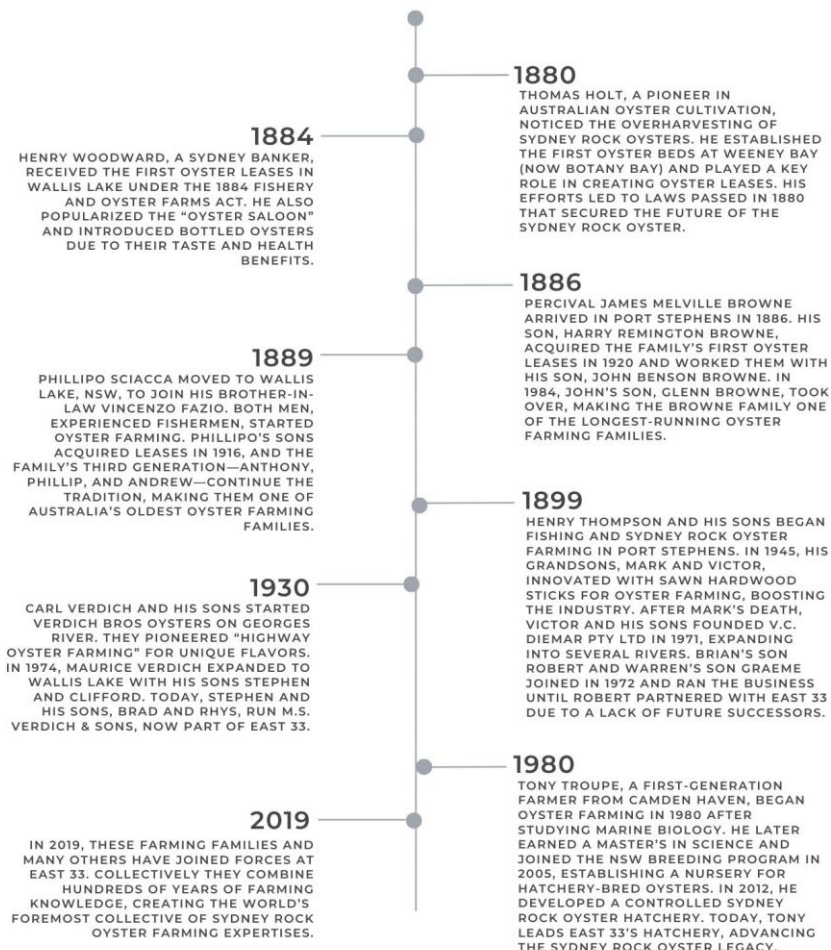 1880
THOMAS HOLT, A PIONEER IN
AUSTRALIAN OYSTER CULTIVATION,
NOTICED THE OVERHARVESTING OF
SYDNEY ROCK OYSTERS. HE ESTABLISHED
THE FIRST OYSTER BEDS AT WEENEY BAY
(NOW BOTANY BAY) AND PLAYED A KEY
ROLE IN CREATING OYSTER LEASES. HIS
EFFORTS LED TO LAWS PASSED IN 1880
THAT SECURED THE FUTURE OF THE
SYDNEY ROCK OYSTER.
1884
HENRY WOODWARD, A SYDNEY BANKER,
RECEIVED THE FIRST OYSTER LEASES IN
WALLIS LAKE UNDER THE 1884 FISHERY
AND OYSTER FARMS ACT. HE ALSO
POPULARIZED THE “OYSTER SALOON”
AND INTRODUCED BOTTLED OYSTERS
DUE TO THEIR TASTE AND HEALTH
BENEFITS.
1886
PERCIVAL JAMES MELVILLE BROWNE
ARRIVED IN PORT STEPHENS IN 1886. HIS
SON, HARRY REMINGTON BROWNE,
ACQUIRED THE FAMILY’S FIRST OYSTER
LEASES IN 1920 AND WORKED THEM WITH
HIS SON, JOHN BENSON BROWNE. IN
1984, JOHN’S SON, GLENN BROWNE, TOOK
OVER, MAKING THE BROWNE FAMILY ONE
OF THE LONGEST-RUNNING OYSTER
FARMING FAMILIES.
1889
PHILLIPO SCIACCA MOVED TO WALLIS
LAKE, NSW, TO JOIN HIS BROTHER-IN-
LAW VINCENZO FAZIO. BOTH MEN,
EXPERIENCED FISHERMEN, STARTED
OYSTER FARMING. PHILLIPO’S SONS
ACQUIRED LEASES IN 1916, AND THE
FAMILY’S THIRD GENERATION—ANTHONY,
PHILLIP, AND ANDREW—CONTINUE THE
TRADITION, MAKING THEM ONE OF
AUSTRALIA’S OLDEST OYSTER FARMING
FAMILIES.
1899
HENRY THOMPSON AND HIS SONS BEGAN
FISHING AND SYDNEY ROCK OYSTER
FARMING IN PORT STEPHENS. IN 1945, HIS
GRANDSONS, MARK AND VICTOR,
INNOVATED WITH SAWN HARDWOOD
STICKS FOR OYSTER FARMING, BOOSTING
THE INDUSTRY. AFTER MARK’S DEATH,
VICTOR AND HIS SONS FOUNDED V.C.
DIEMAR PTY LTD IN 1971, EXPANDING
INTO SEVERAL RIVERS. BRIAN’S SON
ROBERT AND WARREN’S SON GRAEME
JOINED IN 1972 AND RAN THE BUSINESS
UNTIL ROBERT PARTNERED WITH EAST 33
DUE TO A LACK OF FUTURE SUCCESSORS.
1930
CARL VERDICH AND HIS SONS STARTED
VERDICH BROS OYSTERS ON GEORGES
RIVER. THEY PIONEERED “HIGHWAY
OYSTER FARMING” FOR UNIQUE FLAVORS.
IN 1974, MAURICE VERDICH EXPANDED TO
WALLIS LAKE WITH HIS SONS STEPHEN
AND CLIFFORD. TODAY, STEPHEN AND
HIS SONS, BRAD AND RHYS, RUN M.S.
VERDICH & SONS, NOW PART OF EAST 33.
1980
TONY TROUPE, A FIRST-GENERATION
FARMER FROM CAMDEN HAVEN, BEGAN
OYSTER FARMING IN 1980 AFTER
STUDYING MARINE BIOLOGY. HE LATER
EARNED A MASTER’S IN SCIENCE AND
JOINED THE NSW BREEDING PROGRAM IN
2005, ESTABLISHING A NURSERY FOR
HATCHERY-BRED OYSTERS. IN 2012, HE
DEVELOPED A CONTROLLED SYDNEY
ROCK OYSTER HATCHERY. TODAY, TONY
LEADS EAST 33’S HATCHERY, ADVANCING
THE SYDNEY ROCK OYSTER LEGACY.
2019
IN 2019, THESE FARMING FAMILIES AND
MANY OTHERS HAVE JOINED FORCES AT
EAST 33. COLLECTIVELY THEY COMBINE
HUNDREDS OF YEARS OF FARMING
KNOWLEDGE, CREATING THE WORLD’S
FOREMOST COLLECTIVE OF SYDNEY ROCK
OYSTER FARMING EXPERTISES.